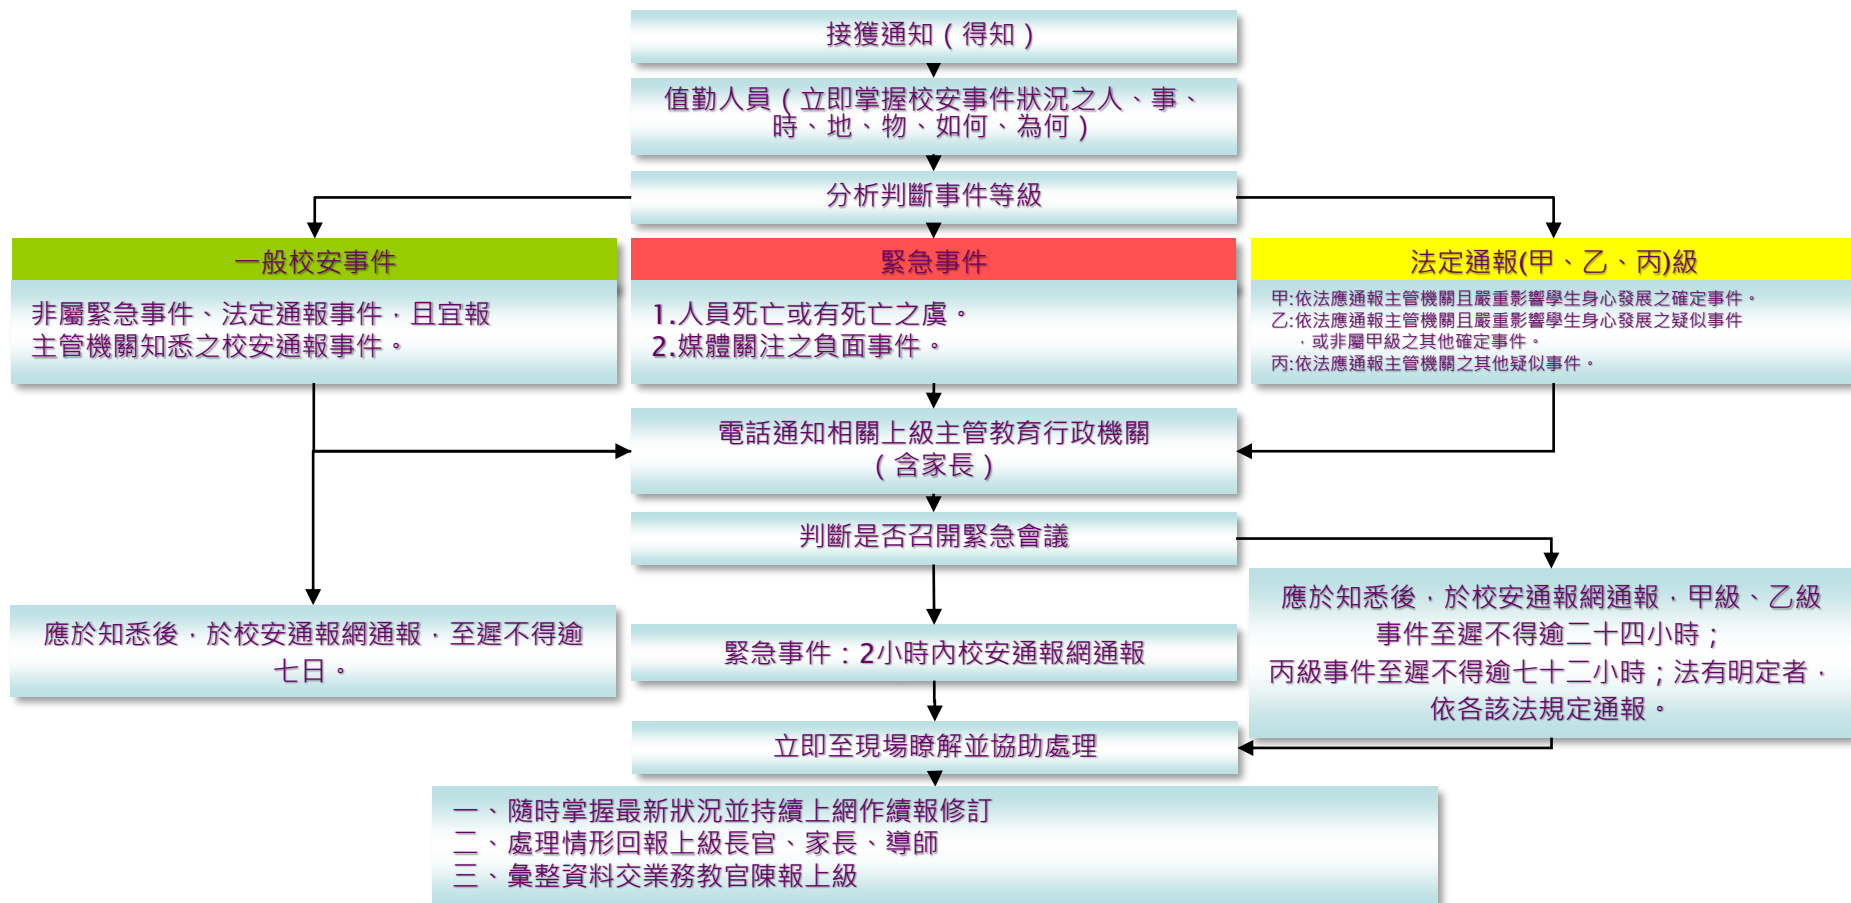 接獲通知（得知）
值勤人員（立即掌握校安事件狀況之人、事、
時、地、物、如何、為何）
分析判斷事件等級
一般校安事件
非屬緊急事件、法定通報事件，且宜報
主管機關知悉之校安通報事件。
緊急事件
1.人員死亡或有死亡之虞。
2.媒體關注之負面事件。
法定通報(甲、乙、丙)級
甲:依法應通報主管機關且嚴重影響學生身心發展之確定事件。
乙:依法應通報主管機關且嚴重影響學生身心發展之疑似事件
，或非屬甲級之其他確定事件。
丙:依法應通報主管機關之其他疑似事件。
電話通知相關上級主管教育行政機關
（含家長）
判斷是否召開緊急會議
應於知悉後，於校安通報網通報，至遲不得逾
七日。
緊急事件：2小時內校安通報網通報
應於知悉後，於校安通報網通報，甲級、乙級
事件至遲不得逾二十四小時；
丙級事件至遲不得逾七十二小時；法有明定者，
依各該法規定通報。
立即至現場瞭解並協助處理
一、隨時掌握最新狀況並持續上網作續報修訂
二、處理情形回報上級長官、家長、導師
三、彙整資料交業務教官陳報上級